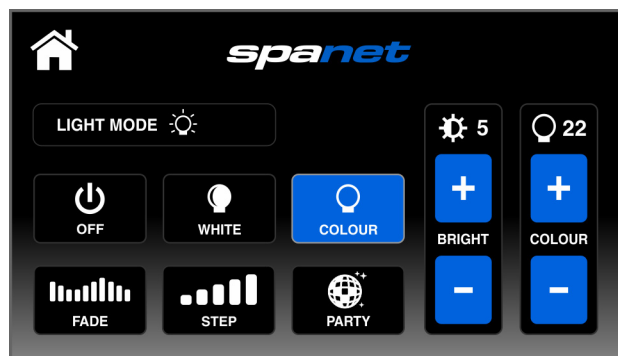 spanet
LIGHT MODE
5
22
OFF
WHITE
COLOUR
BRIGHT
COLOUR
FADE
STEP
PARTY